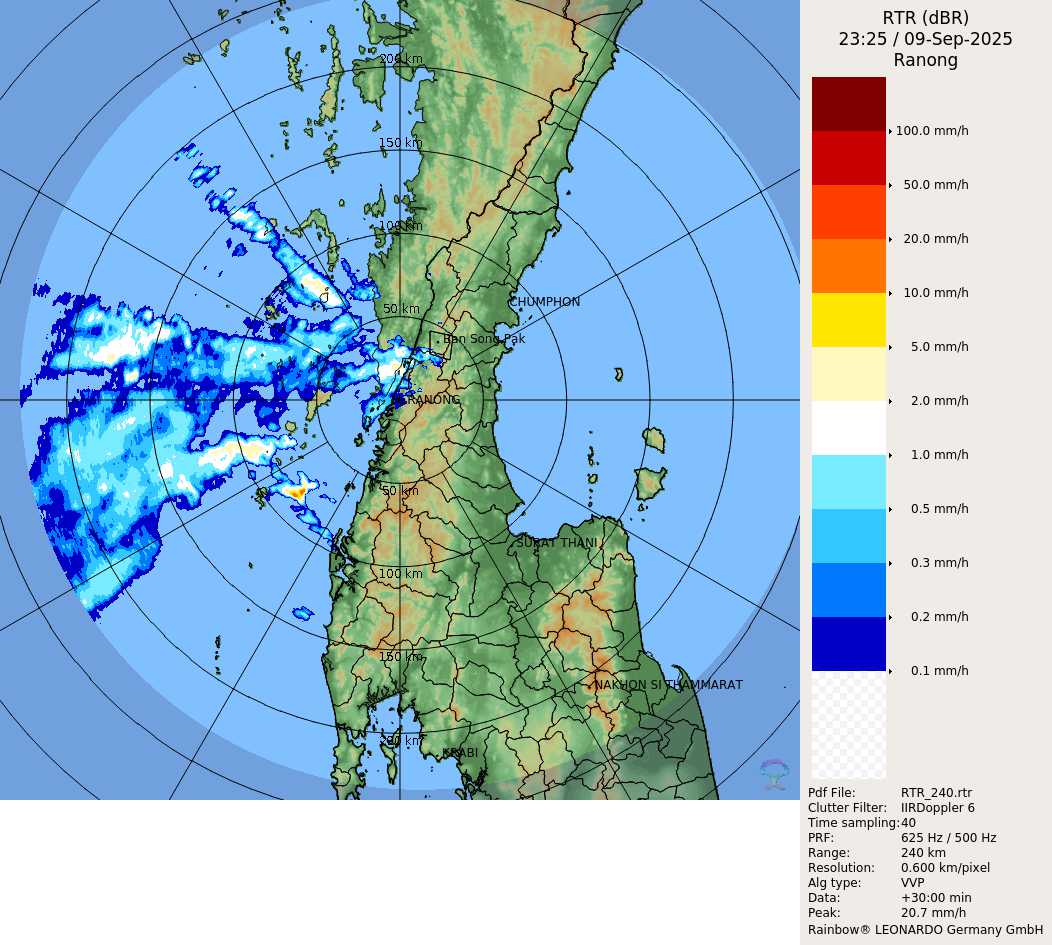 RTR (dBR)
23:25 / 09-Sep-2025
Ranong
100.0 mm/h
50.0 mm/h
20.0 mm/h
10.0 mm/h
5.0 mm/h
2.0 mm/h
1.0 mm/h
0.5 mm/h
0.3 mm/h
0.2 mm/h
0.1 mm/h
Pdf File: RTR_240.rtr
Clutter Filter: IIRDoppler 6
Time sampling: 40
PRF: 625 Hz / 500 Hz
Range: 240 km
Resolution: 0.600 km/pixel
Alg type: VVP
Data: +30:00 min
Peak: 20.7 mm/h
Rainbow® LEONARDO Germany GmbH
200 km
150 km
100 km
CHUMPHON
50 km
Ban Song Pak
RANONG
50 km
SURAT THANI
100 km
150 km
NAKHON SI THAMMARAT
200 km
KRABI